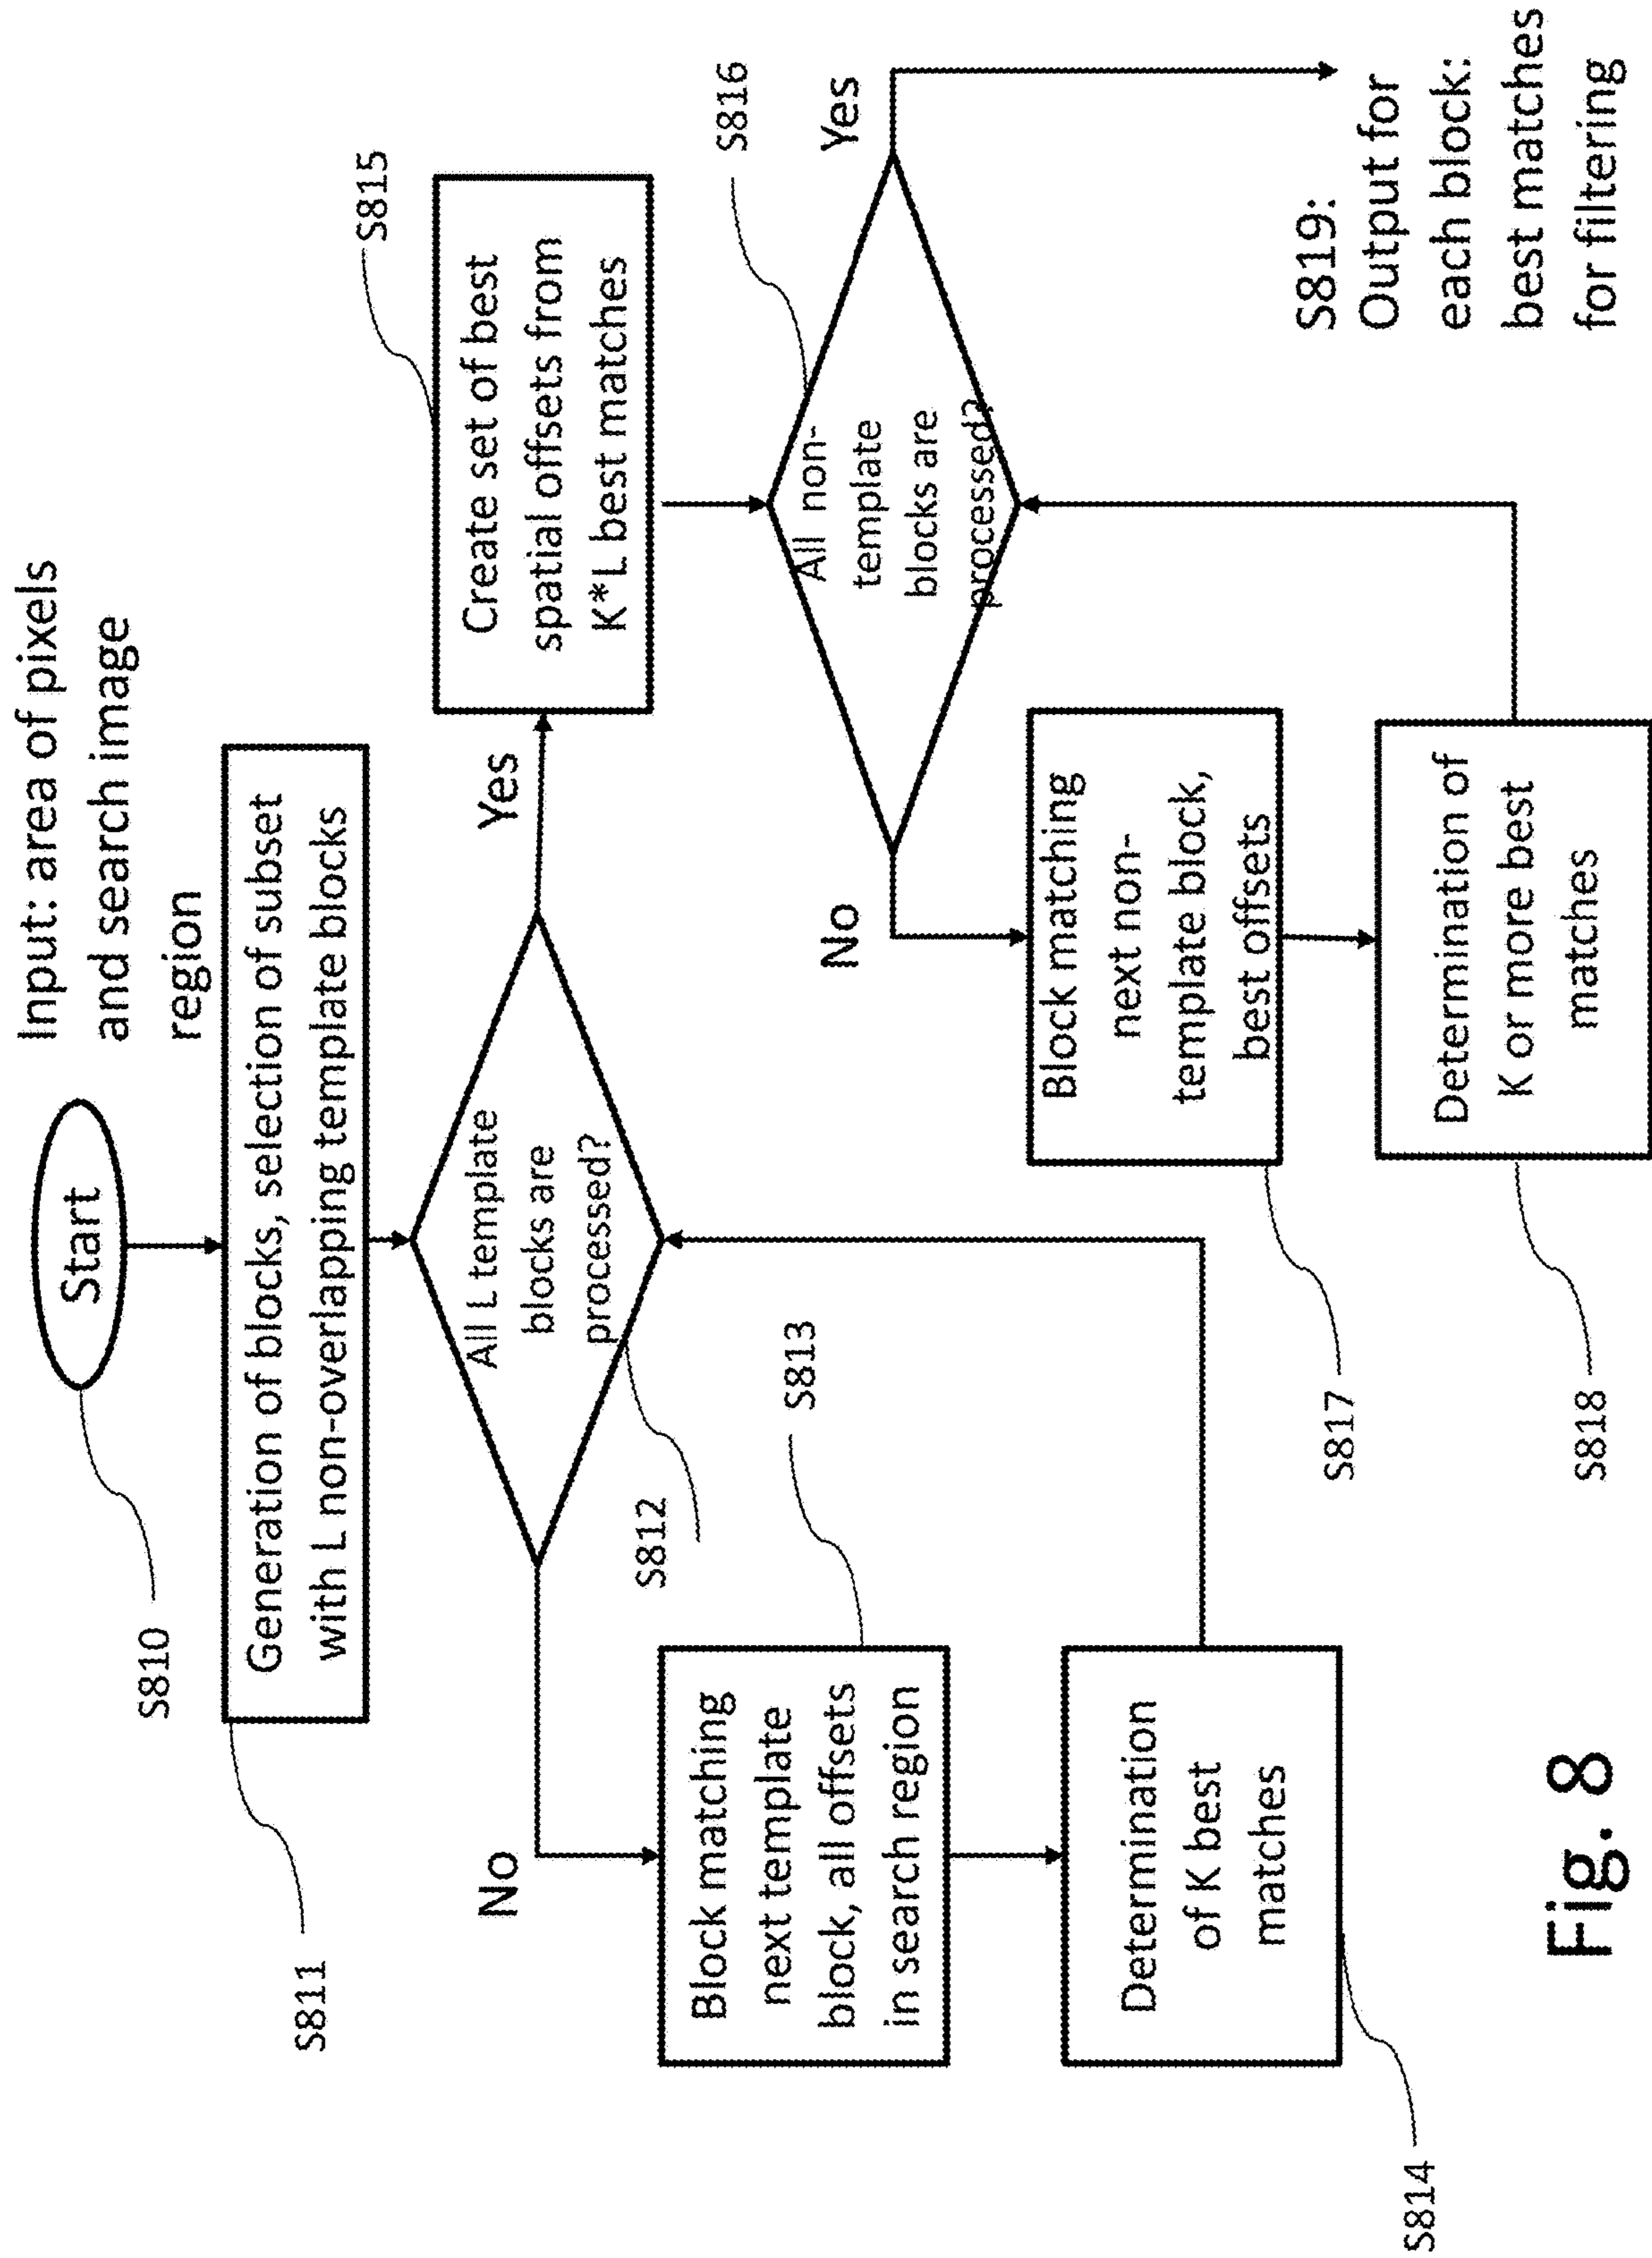 Input: area of pixels
and search image
region
Start
S810
Generation of blocks, selection of subset
with L non-overlapping template blocks
S811
All L template
blocks are
processed?
S812
No
Yes
Block matching
next template
block, all offsets
in search region
S813
Determination
of K best
matches
S814
Create set of best
spatial offsets from
K*L best matches
S815
All non-
template
blocks are
processed?
S816
No
Yes
Block matching
next non-
template block,
best offsets
S817
Determination of
K or more best
matches
S818
S819:
Output for
each block:
best matches
for filtering
Fig. 8